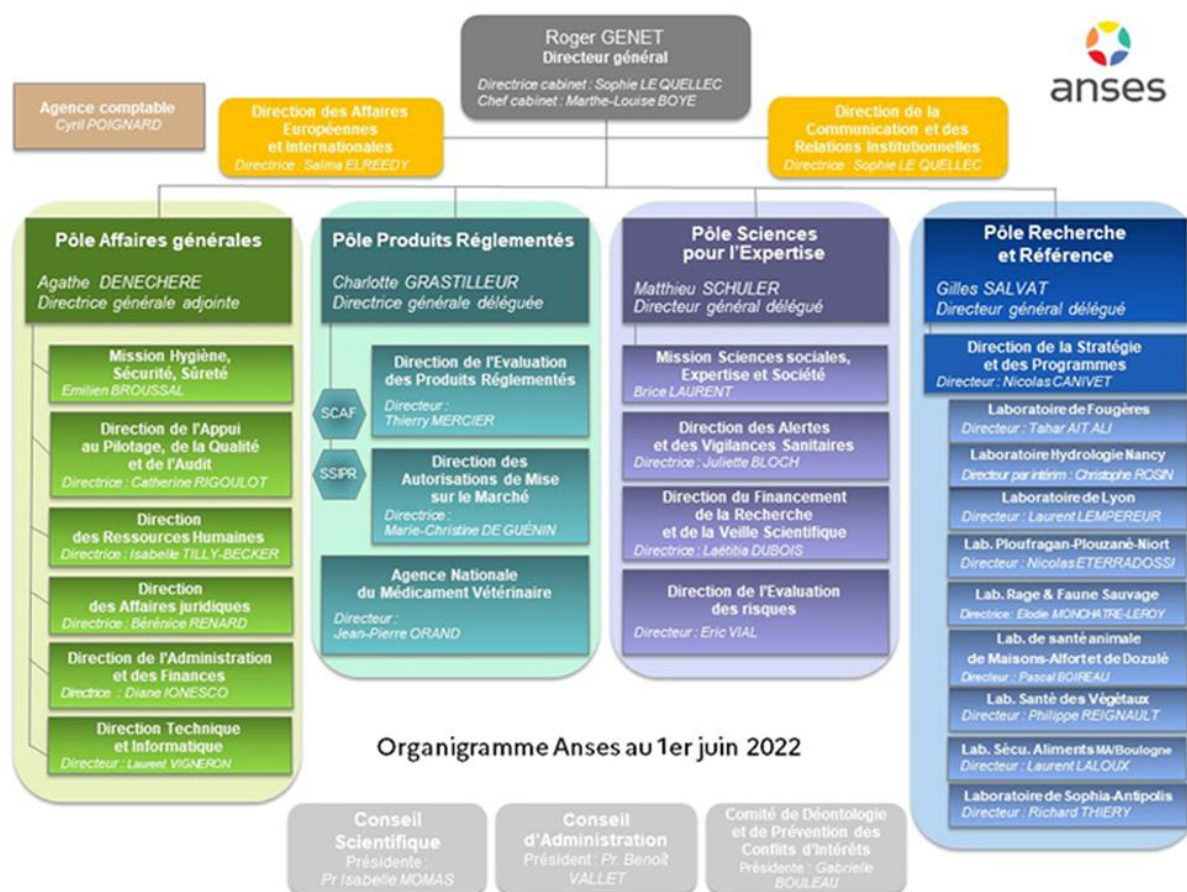 Roger GENET
Directeur général
Directrice cabinet : Sophie LE QUELLEC
Chef cabinet : Marthe-Louise BOYE
anses
Agence comptable
Cyril POIGNARD
Direction des Affaires
Européennes
et Internationales
Directrice : Salma ELREEDY
Direction de la
Communication et des
Relations Institutionnelles
Directrice : Sophie LE QUELLEC
Pôle Affaires générales
Agathe DENECHERE
Directrice générale adjointe
Mission Hygiène,
Sécurité, Sûreté
Emilien BROUSSAL
Direction de l'Appui
au Pilotage, de la Qualité
et de l'Audit
Directrice : Catherine RIGOULOT
Direction
des Ressources Humaines
Directrice : Isabelle TILLY-BECKER
Direction
des Affaires juridiques
Directrice : Bérénice RENARD
Direction de l'Administration
et des Finances
Directrice : Diane IONESCO
Direction Technique
et Informatique
Directeur : Laurent VIGNERON
Pôle Produits Réglementés
Charlotte GRASTILLEUR
Directrice générale déléguée
SCAF
SSIPR
Direction de l'Evaluation
des Produits Réglementés
Directeur :
Thierry MERCIER
Direction des
Autorisations de Mise
sur le Marché
Directrice :
Marie-Christine DE GUÉNIN
Agence Nationale
du Médicament Vétérinaire
Directeur :
Jean-Pierre ORAND
Pôle Sciences
pour l'Expertise
Matthieu SCHULER
Directeur général délégué
Mission Sciences sociales,
Expertise et Société
Brice LAURENT
Direction des Alertes
et des Vigilances Sanitaires
Directrice : Juliette BLOCH
Direction du Financement
de la Recherche
et de la Veille Scientifique
Directrice : Laëtitia DUBOIS
Direction de l'Evaluation
des risques
Directeur : Eric VIAL
Pôle Recherche
et Référence
Gilles SALVAT
Directeur général délégué
Direction de la Stratégie
et des Programmes
Directeur : Nicolas CANIVET
Laboratoire de Fougères
Directeur : Tahar AIT ALI
Laboratoire Hydrologie Nancy
Directeur par intérim : Christophe ROSIN
Laboratoire de Lyon
Directeur : Laurent LEMPEREUR
Lab. Ploufragan-Plouzané-Niort
Directeur : Nicolas ETERRADOSSI
Lab. Rage & Faune Sauvage
Directrice : Elodie MONCHATRE-LEROY
Lab. de santé animale
de Maisons-Alfort et de Dozulé
Directeur : Pascal BOIREAU
Lab. Santé des Végétaux
Directeur : Philippe REIGNAULT
Lab. Sécu. Aliments MA/Boulogne
Directeur : Laurent LALOUX
Laboratoire de Sophia-Antipolis
Directeur : Richard THIERY
Organigramme Anses au 1er juin 2022
Conseil
Scientifique
Présidente :
Pr Isabelle MOMAS
Conseil
d'Administration
Président : Pr. Benoît
VALLET
Comité de Déontologie
et de Prévention des
Conflits d'Intérêts
Présidente : Gabrielle
BOULEAU